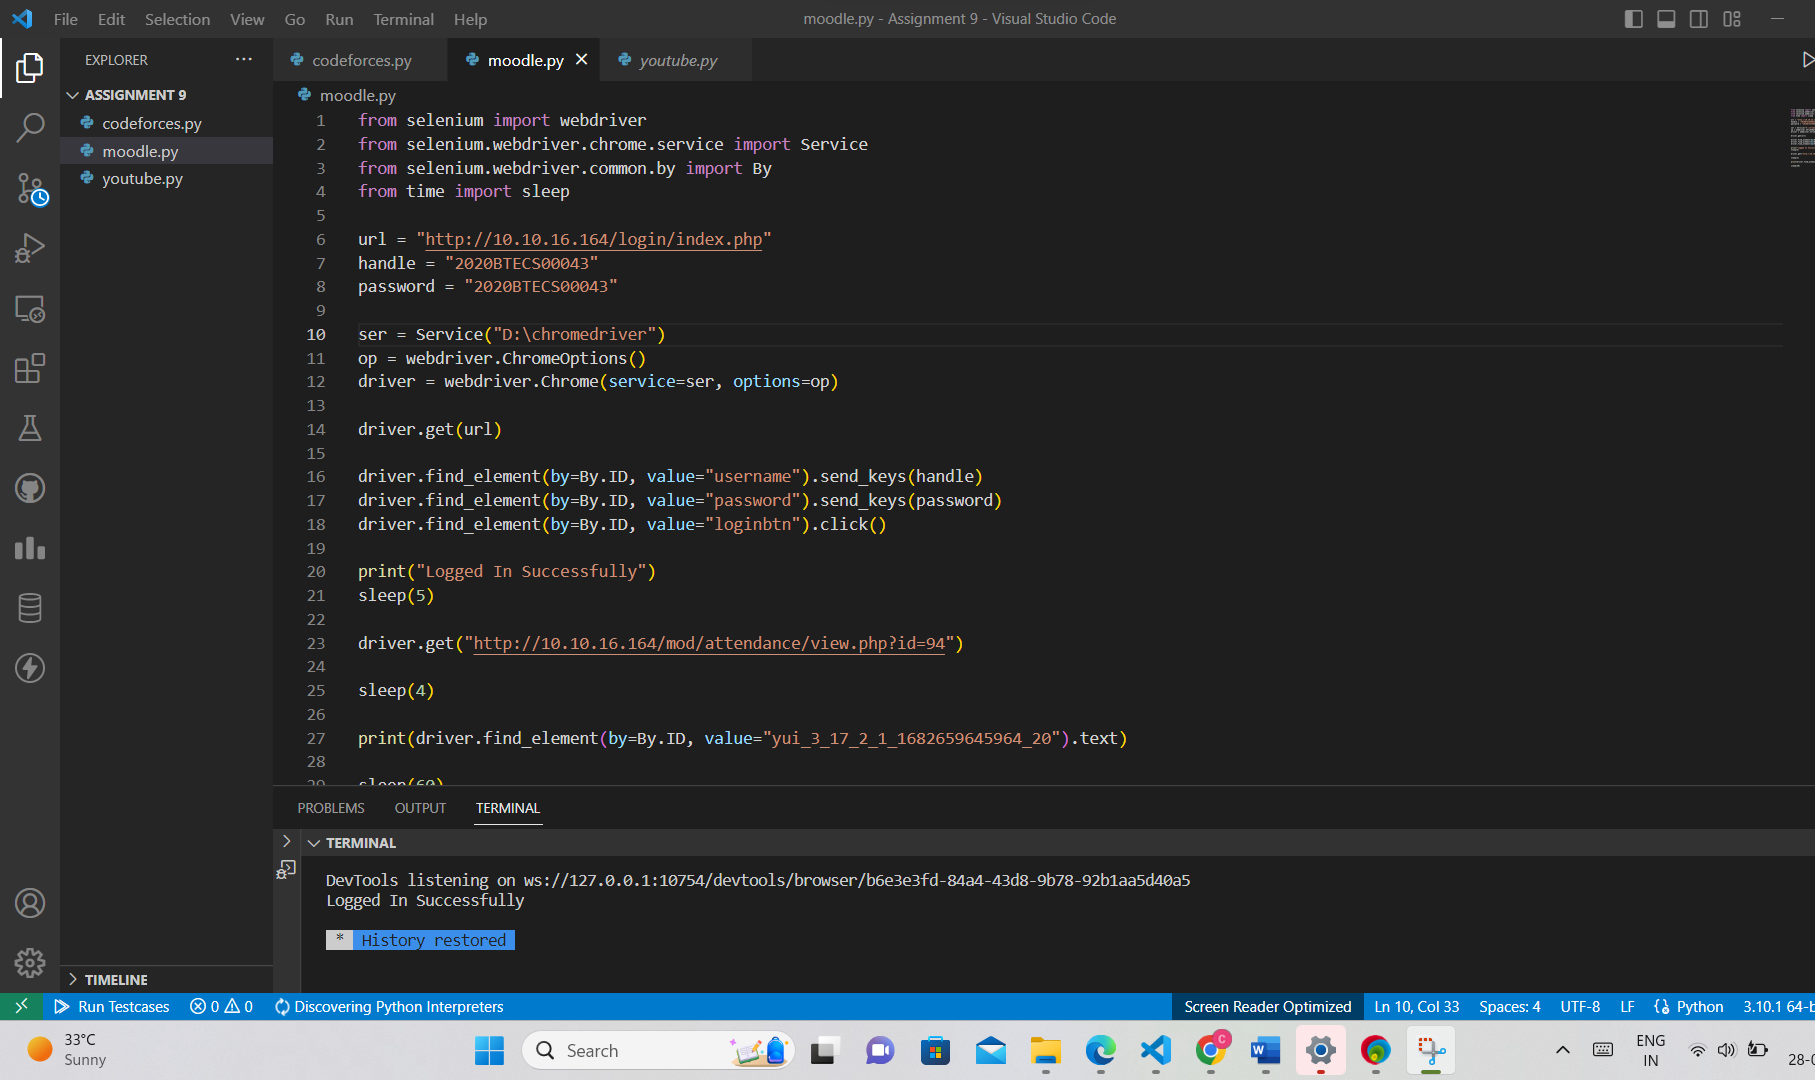 File Edit Selection View Go Run Terminal Help
moodle.py - Assignment 9 - Visual Studio Code
EXPLORER
codeforces.py
moodle.py
youtube.py
ASSIGNMENT 9
codeforces.py
moodle.py
youtube.py
moodle.py
1 from selenium import webdriver
2 from selenium.webdriver.chrome.service import Service
3 from selenium.webdriver.common.by import By
4 from time import sleep
5
6 url = "http://10.10.16.164/login/index.php"
7 handle = "2020BTECS00043"
8 password = "2020BTECS00043"
9
10 ser = Service("D:\chromedriver")
11 op = webdriver.ChromeOptions()
12 driver = webdriver.Chrome(service=ser, options=op)
13
14 driver.get(url)
15
16 driver.find_element(by=By.ID, value="username").send_keys(handle)
17 driver.find_element(by=By.ID, value="password").send_keys(password)
18 driver.find_element(by=By.ID, value="loginbtn").click()
19
20 print("Logged In Successfully")
21 sleep(5)
22
23 driver.get("http://10.10.16.164/mod/attendance/view.php?id=94")
24
25 sleep(4)
26
27 print(driver.find_element(by=By.ID, value="yui_3_17_2_1_1682659645964_20").text)
28
29 sleep(60)
PROBLEMS OUTPUT TERMINAL
TERMINAL
DevTools listening on ws://127.0.0.1:10754/devtools/browser/b6e3e3fd-84a4-43d8-9b78-92b1aa5d40a5
Logged In Successfully
* History restored
TIMELINE
Run Testcases 0 0 Discovering Python Interpreters
Screen Reader Optimized Ln 10, Col 33 Spaces: 4 UTF-8 LF Python 3.10.1 64-b
33°C
Sunny
Search
ENG
IN
28-0